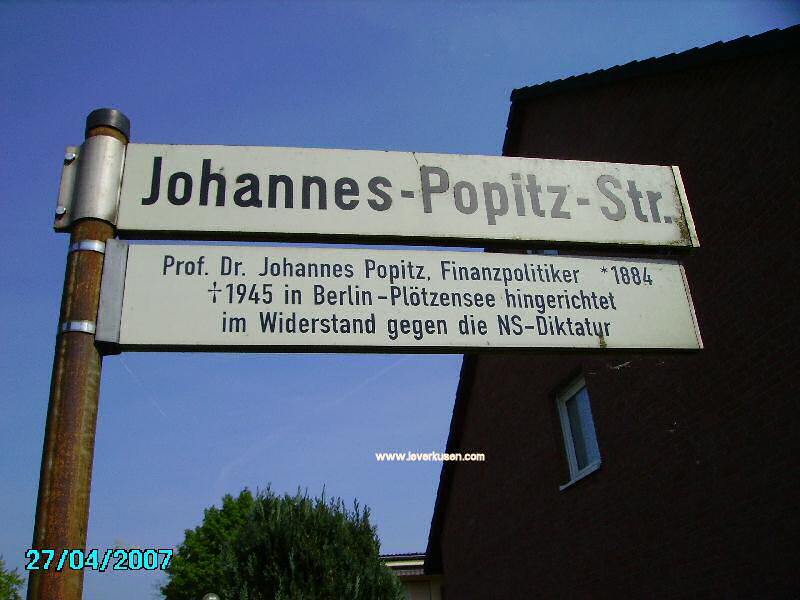 Johannes-Popitz-Str.
Prof. Dr. Johannes Popitz, Finanzpolitiker *1884
†1945 in Berlin-Plötzensee hingerichtet
im Widerstand gegen die NS-Diktatur
www.leverkusen.com
27/04/2007